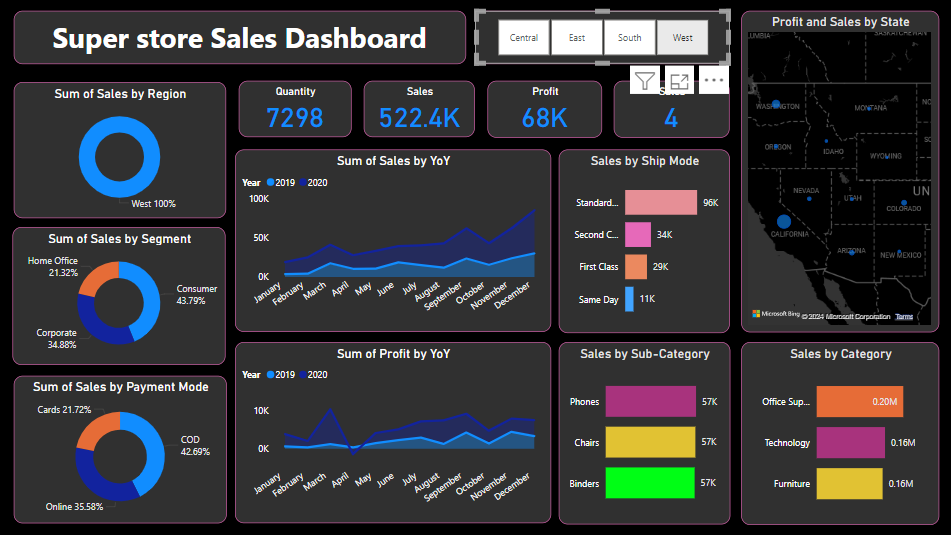 Super store Sales Dashboard
Central
East
South
West
Profit and Sales by State
SASKATCHEWAN
WASHINGTON
MONTANA
OREGON
IDAHO
WYOMING
NEVADA
UTAH
COLORADO
CALIFORNIA
ARIZONA
NEW MEXICO
UN
Microsoft Bing
© 2024 Microsoft Corporation Terms
Sum of Sales by Region
West 100%
Quantity
7298
Sales
522.4K
Profit
68K
4
Sum of Sales by YoY
Year 2019 2020
100K
50K
0K
January
February
March
April
May
June
July
August
September
October
November
December
Sales by Ship Mode
Standard... 96K
Second C... 34K
First Class 29K
Same Day 11K
Sum of Sales by Segment
Home Office
21.32%
Consumer
43.79%
Corporate
34.88%
Sum of Profit by YoY
Year 2019 2020
10K
0K
January
February
March
April
May
June
July
August
September
October
November
December
Sales by Sub-Category
Phones 57K
Chairs 57K
Binders 57K
Sales by Category
Office Sup... 0.20M
Technology 0.16M
Furniture 0.16M
Sum of Sales by Payment Mode
Cards 21.72%
COD
42.69%
Online 35.58%